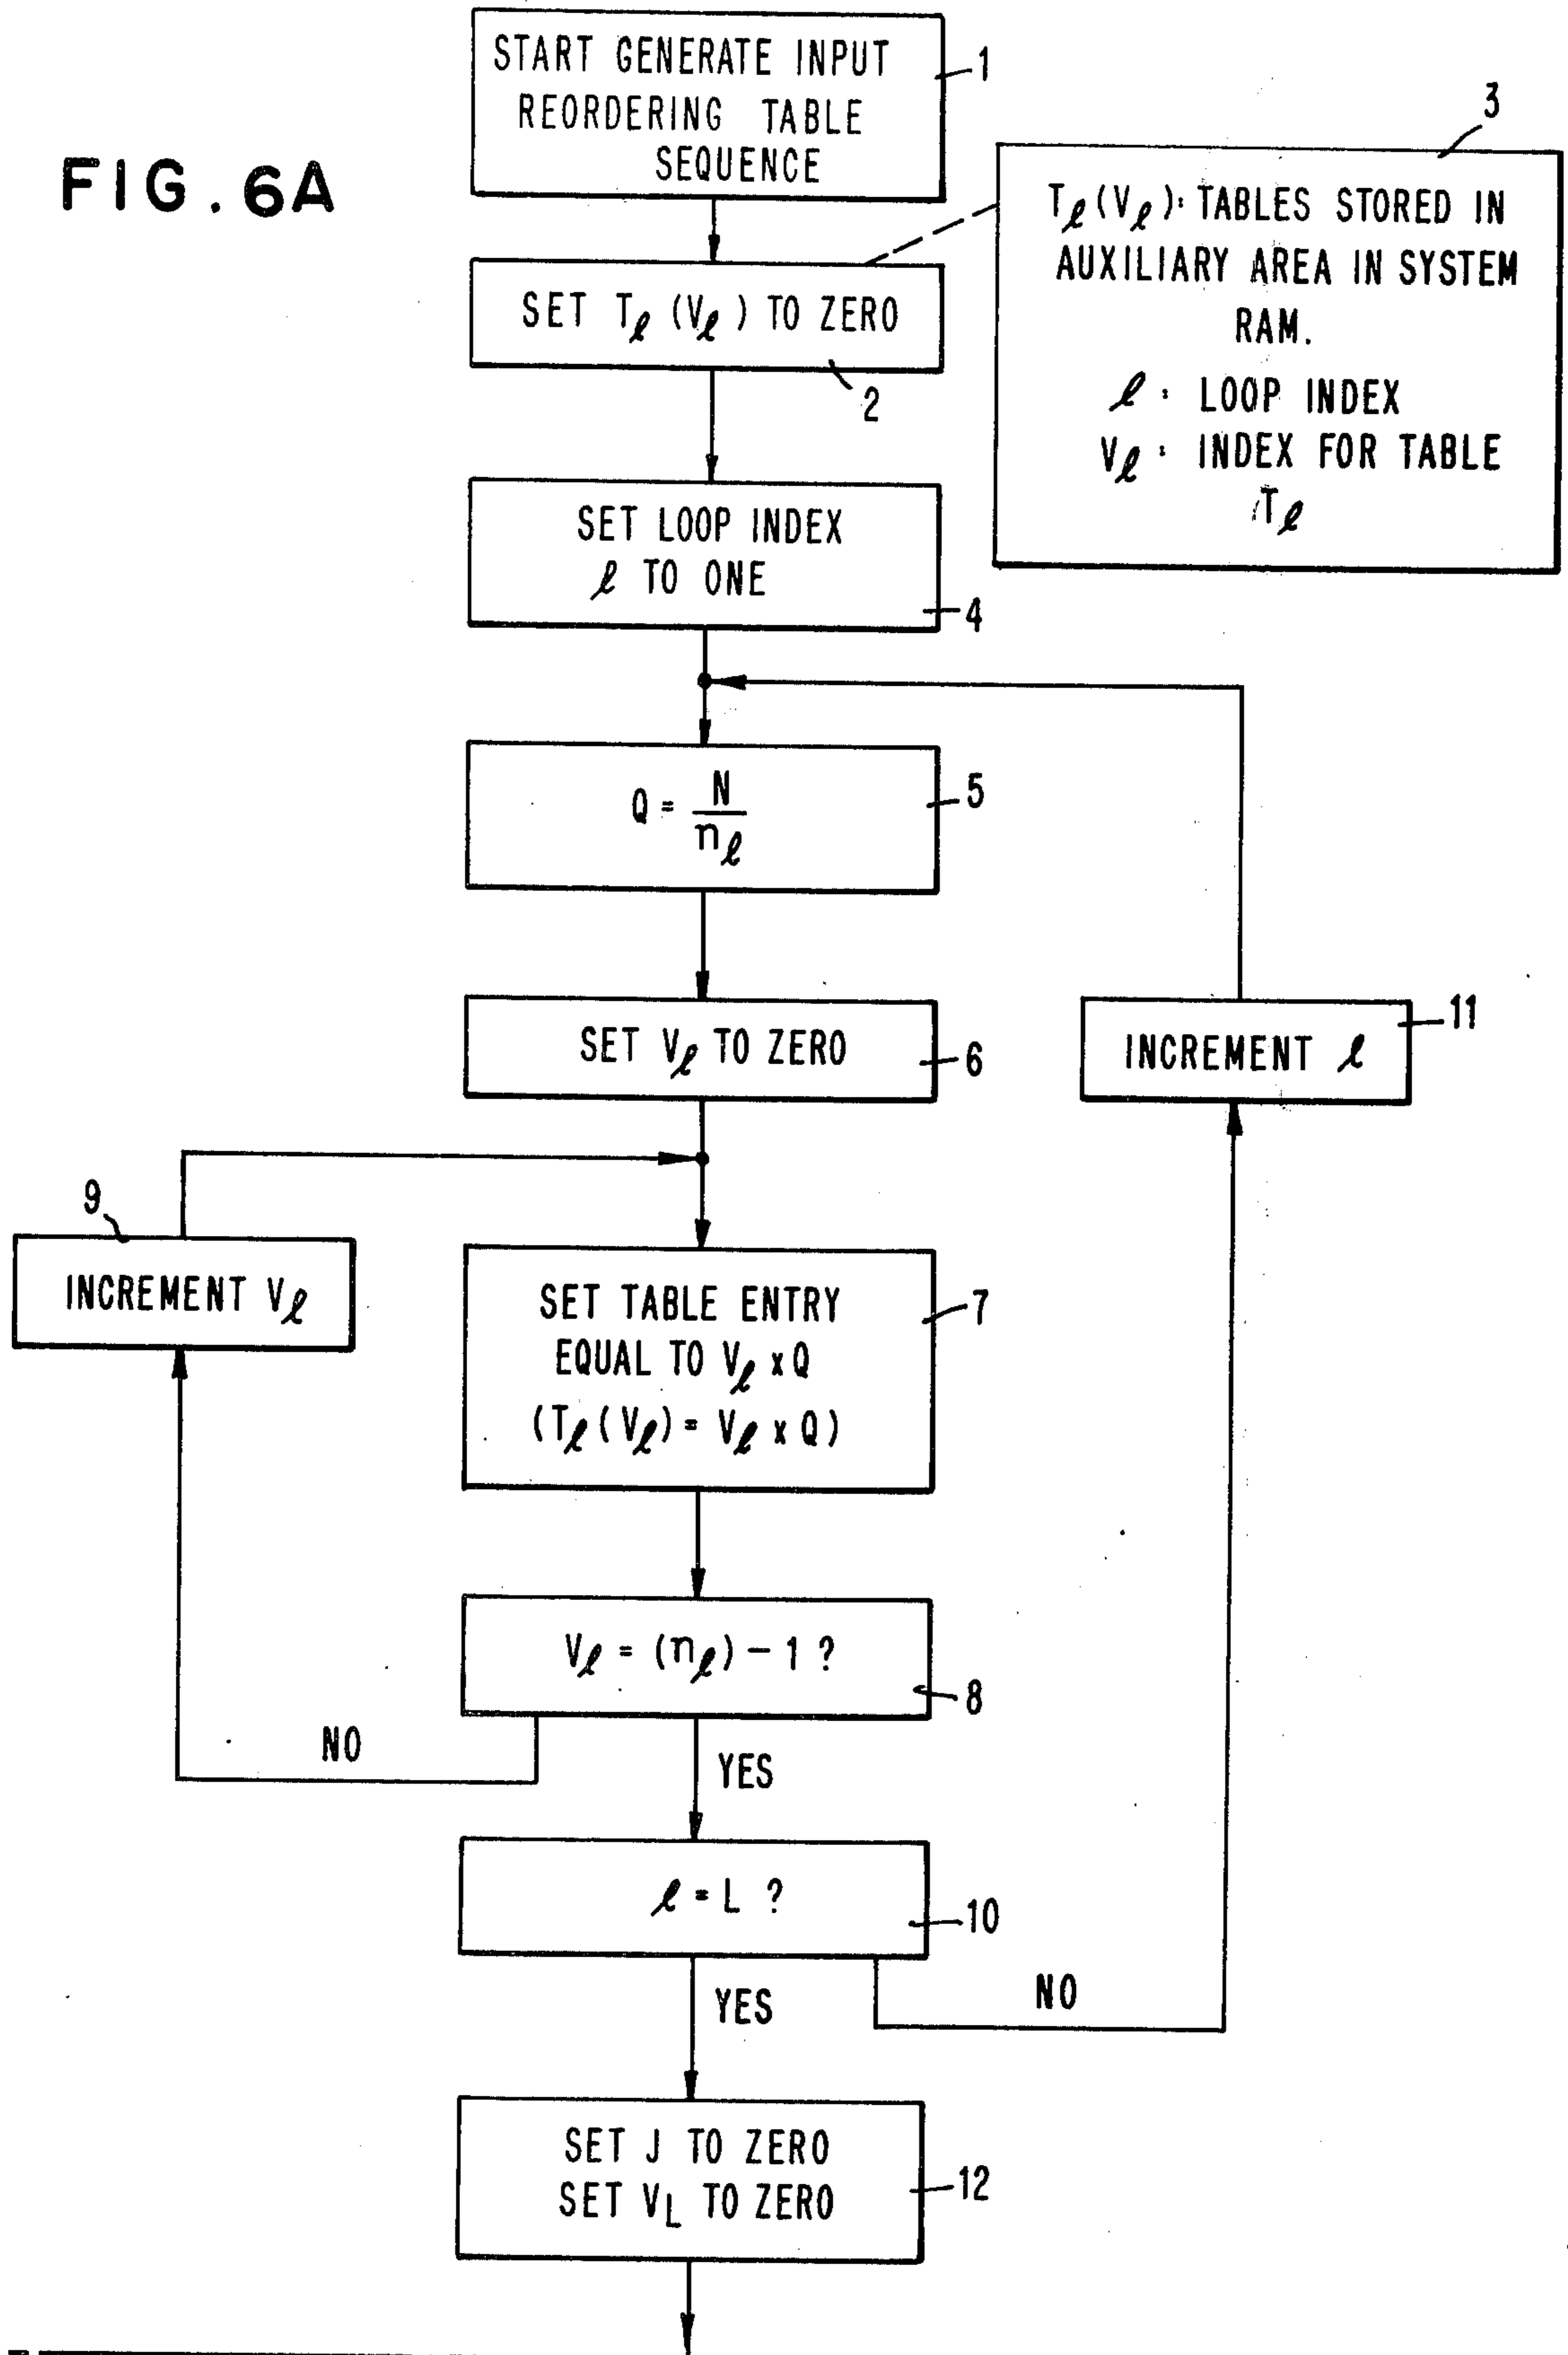 FIG. 6A
START GENERATE INPUT
REORDERING TABLE
SEQUENCE
1
3
Tℓ(Vℓ): TABLES STORED IN
AUXILIARY AREA IN SYSTEM
RAM.
ℓ: LOOP INDEX
Vℓ: INDEX FOR TABLE
Tℓ
SET Tℓ(Vℓ) TO ZERO
2
SET LOOP INDEX
ℓ TO ONE
4
Q = N/nℓ
5
SET Vℓ TO ZERO
6
INCREMENT ℓ
11
9
INCREMENT Vℓ
SET TABLE ENTRY
EQUAL TO Vℓ x Q
(Tℓ(Vℓ) = Vℓ x Q)
7
Vℓ = (nℓ) - 1 ?
8
NO
YES
ℓ = L ?
10
YES
NO
SET J TO ZERO
SET VL TO ZERO
12